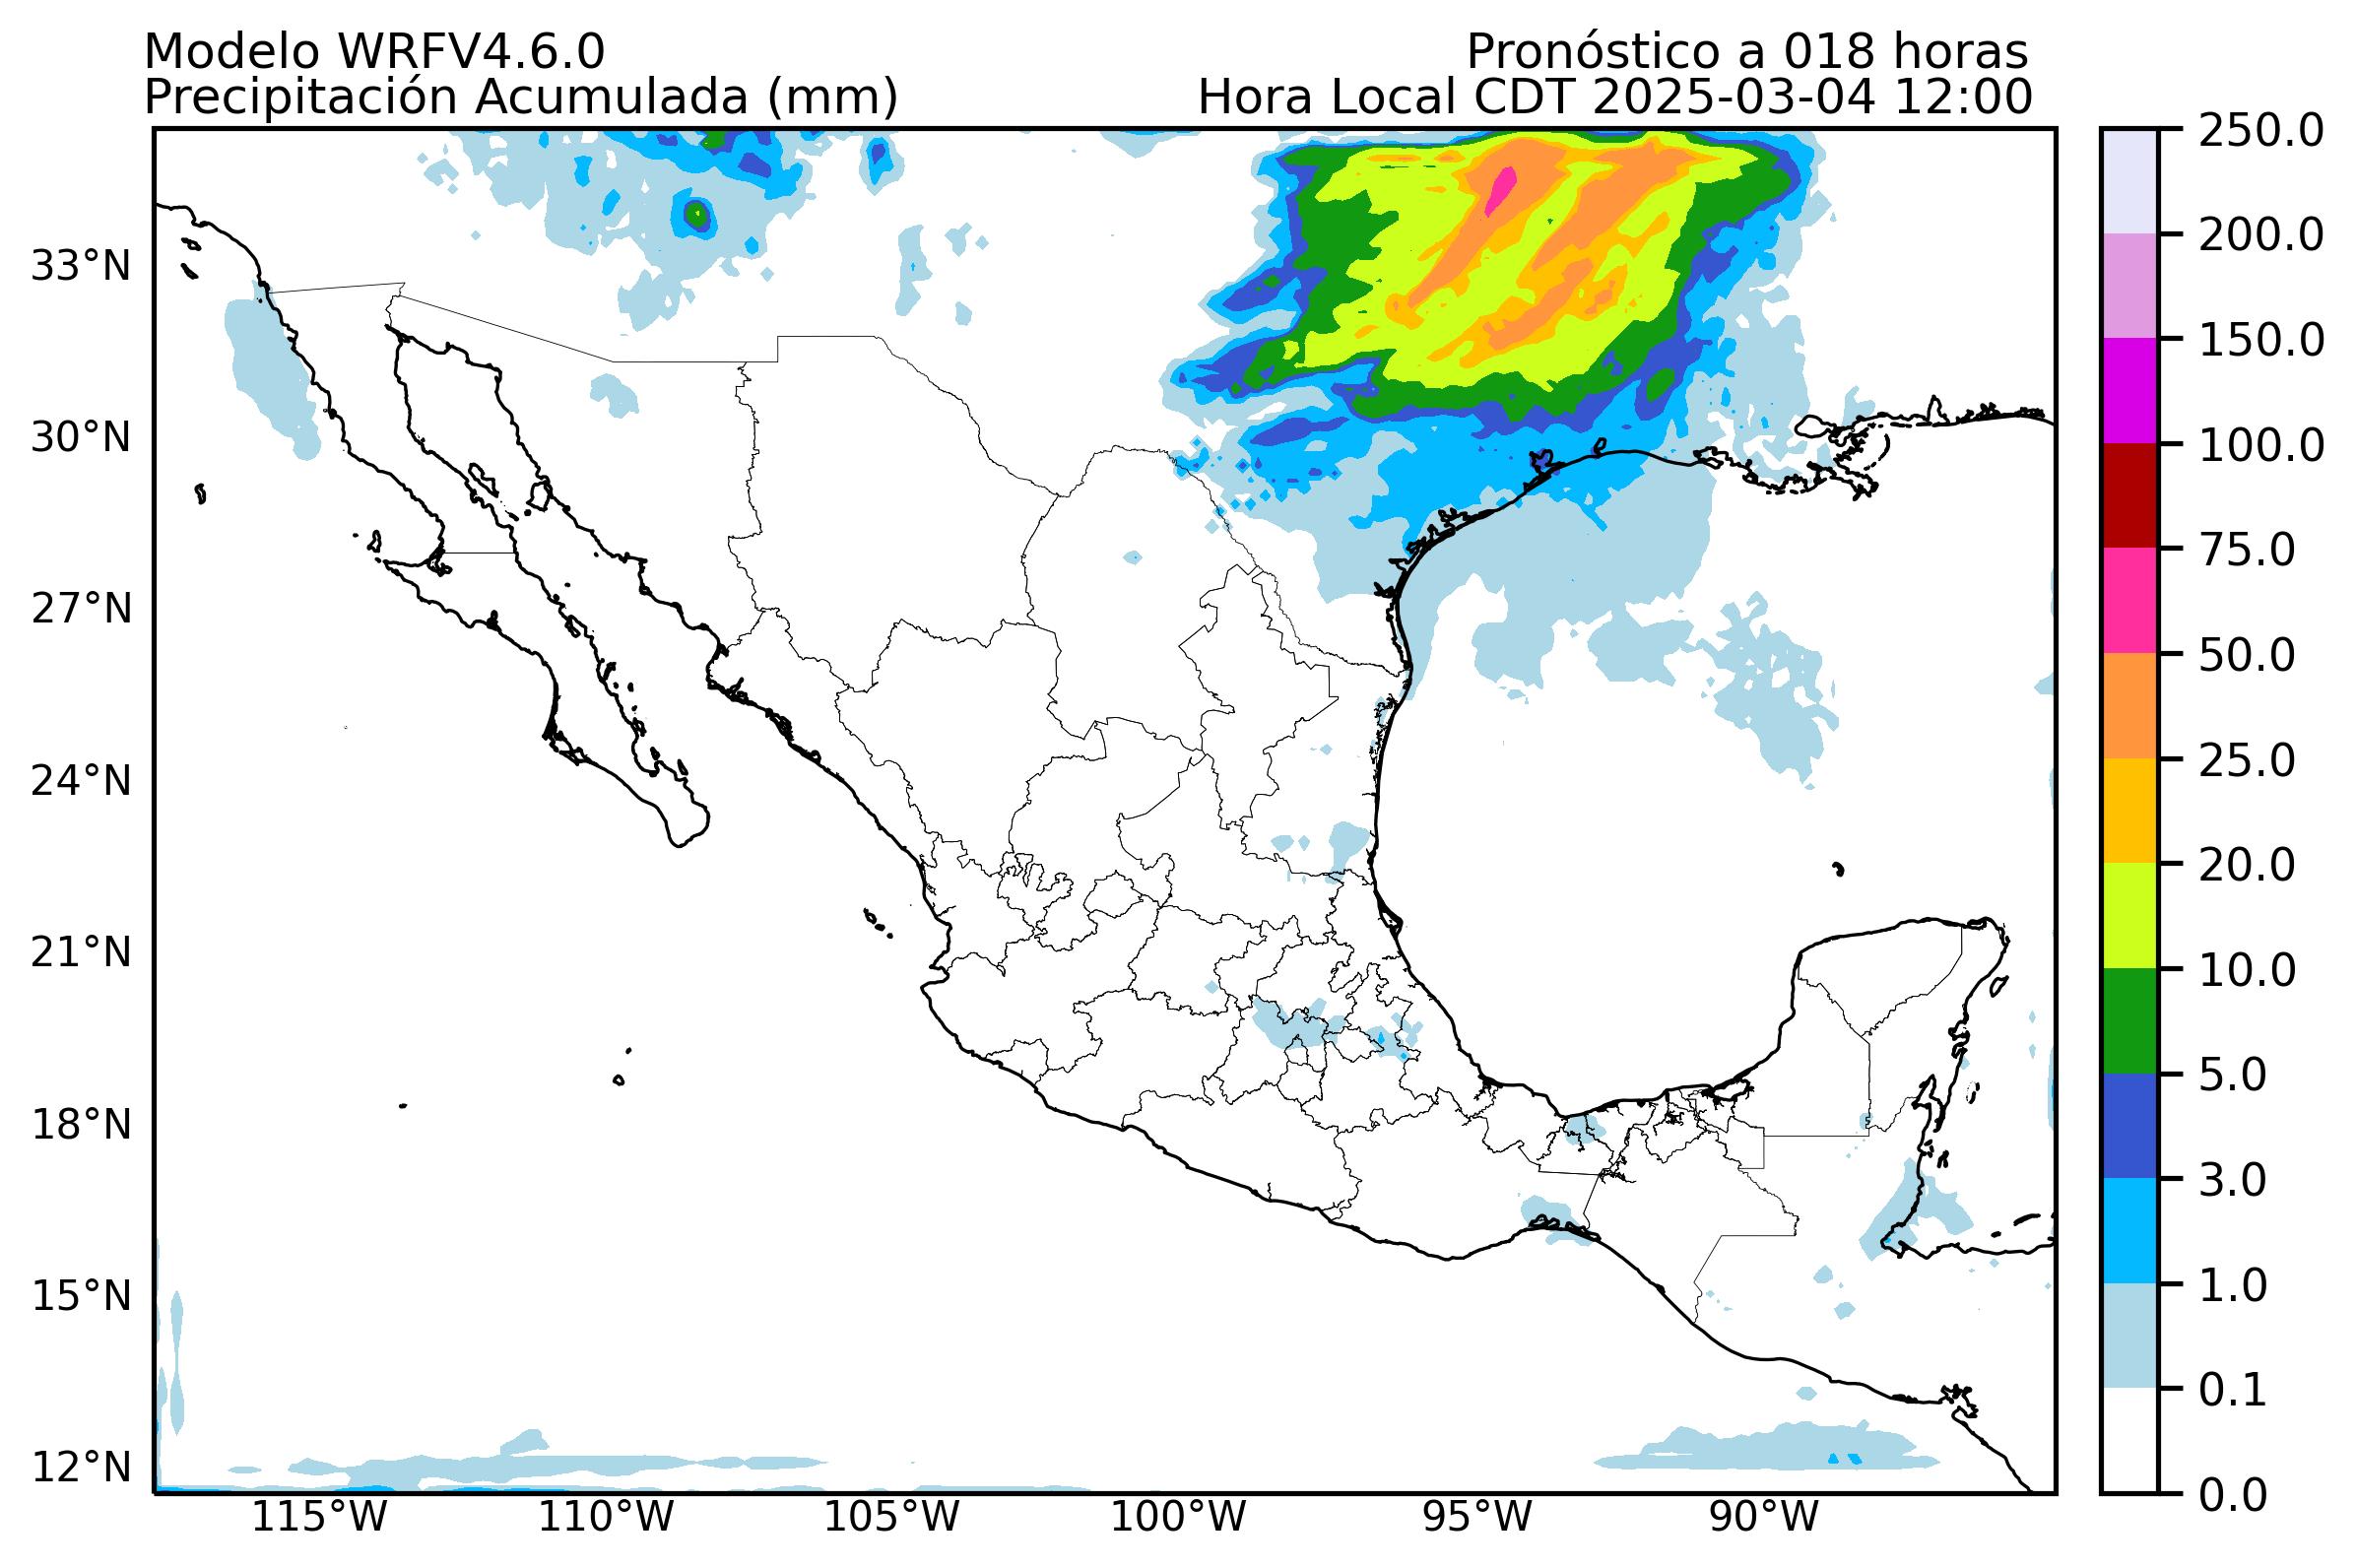 Modelo WRFV4.6.0
Pronóstico a 018 horas
Precipitación Acumulada (mm)
Hora Local CDT 2025-03-04 12:00
33°N
30°N
27°N
24°N
21°N
18°N
15°N
12°N
115°W
110°W
105°W
100°W
95°W
90°W
250.0
200.0
150.0
100.0
75.0
50.0
25.0
20.0
10.0
5.0
3.0
1.0
0.1
0.0